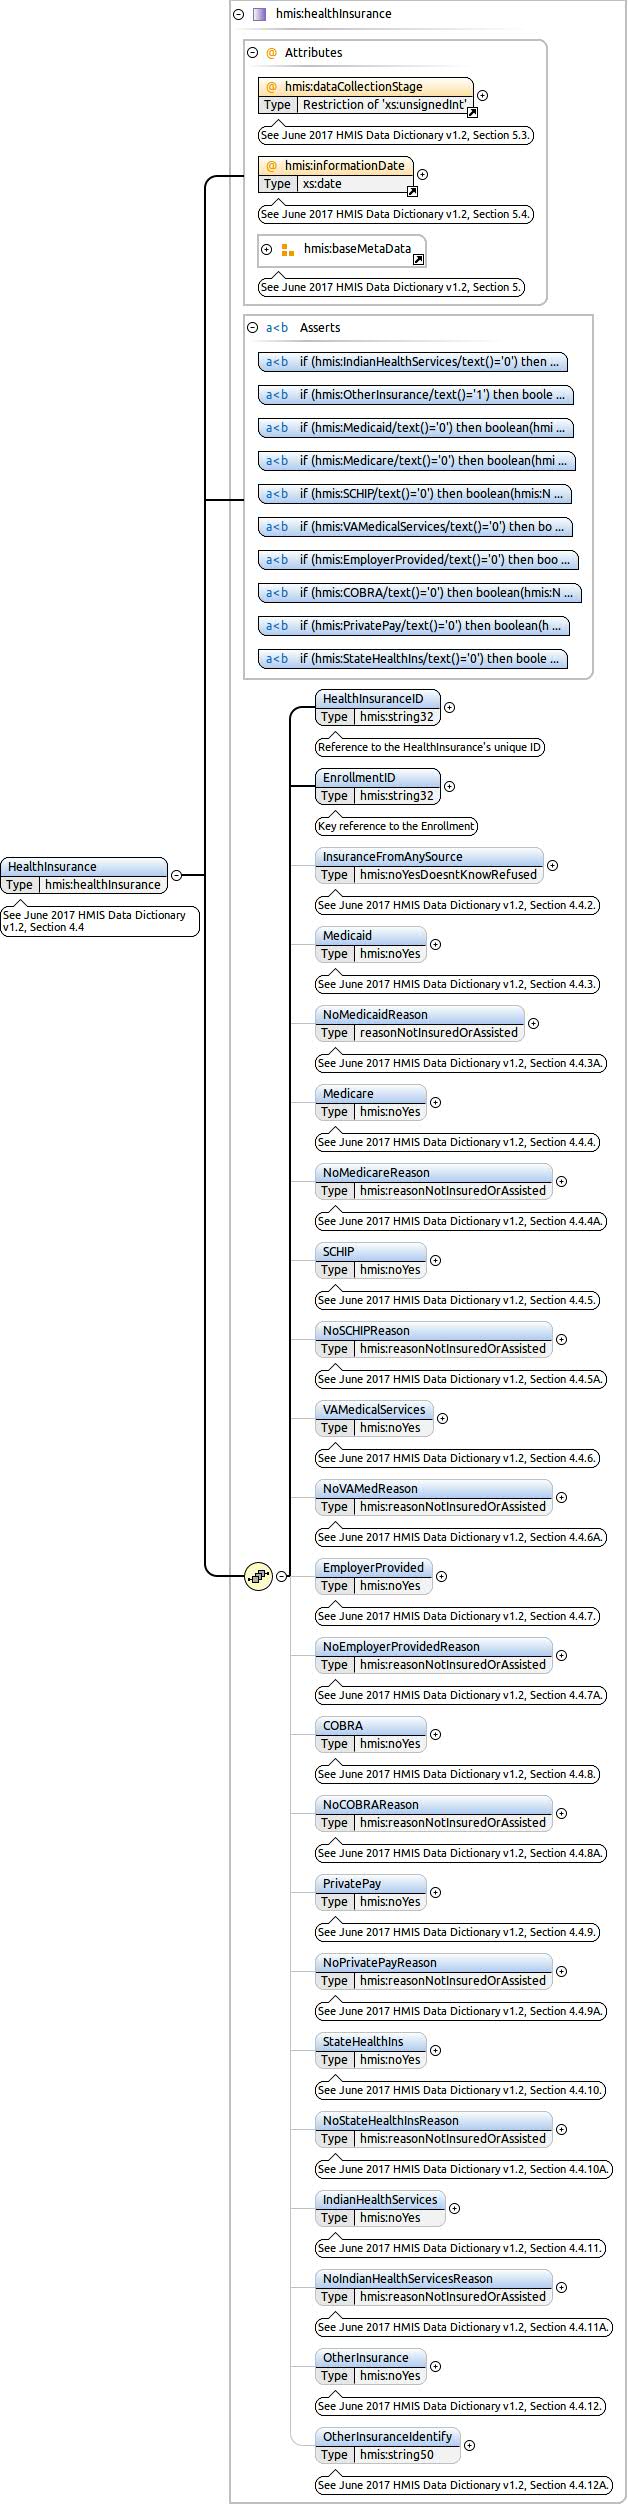 hmis:healthInsurance
@ Attributes
@ hmis:dataCollectionStage
Type Restriction of 'xs:unsignedInt'
See June 2017 HMIS Data Dictionary v1.2, Section 5.3.
@ hmis:informationDate
Type xs:date
See June 2017 HMIS Data Dictionary v1.2, Section 5.4.
hmis:baseMetaData
See June 2017 HMIS Data Dictionary v1.2, Section 5.
a<b Asserts
a<b if (hmis:IndianHealthServices/text()='0') then ...
a<b if (hmis:OtherInsurance/text()='1') then boole ...
a<b if (hmis:Medicaid/text()='0') then boolean(hmi ...
a<b if (hmis:Medicare/text()='0') then boolean(hmi ...
a<b if (hmis:SCHIP/text()='0') then boolean(hmis:N ...
a<b if (hmis:VAMedicalServices/text()='0') then bo ...
a<b if (hmis:EmployerProvided/text()='0') then boo ...
a<b if (hmis:COBRA/text()='0') then boolean(hmis:N ...
a<b if (hmis:PrivatePay/text()='0') then boolean(h ...
a<b if (hmis:StateHealthIns/text()='0') then boole ...
HealthInsurance
Type hmis:healthInsurance
See June 2017 HMIS Data Dictionary
v1.2, Section 4.4
HealthInsuranceID
Type hmis:string32
Reference to the HealthInsurance's unique ID
EnrollmentID
Type hmis:string32
Key reference to the Enrollment
InsuranceFromAnySource
Type hmis:noYesDoesntKnowRefused
See June 2017 HMIS Data Dictionary v1.2, Section 4.4.2.
Medicaid
Type hmis:noYes
See June 2017 HMIS Data Dictionary v1.2, Section 4.4.3.
NoMedicaidReason
Type reasonNotInsuredOrAssisted
See June 2017 HMIS Data Dictionary v1.2, Section 4.4.3A.
Medicare
Type hmis:noYes
See June 2017 HMIS Data Dictionary v1.2, Section 4.4.4.
NoMedicareReason
Type hmis:reasonNotInsuredOrAssisted
See June 2017 HMIS Data Dictionary v1.2, Section 4.4.4A.
SCHIP
Type hmis:noYes
See June 2017 HMIS Data Dictionary v1.2, Section 4.4.5.
NoSCHIPReason
Type hmis:reasonNotInsuredOrAssisted
See June 2017 HMIS Data Dictionary v1.2, Section 4.4.5A.
VAMedicalServices
Type hmis:noYes
See June 2017 HMIS Data Dictionary v1.2, Section 4.4.6.
NoVAMedReason
Type hmis:reasonNotInsuredOrAssisted
See June 2017 HMIS Data Dictionary v1.2, Section 4.4.6A.
EmployerProvided
Type hmis:noYes
See June 2017 HMIS Data Dictionary v1.2, Section 4.4.7.
NoEmployerProvidedReason
Type hmis:reasonNotInsuredOrAssisted
See June 2017 HMIS Data Dictionary v1.2, Section 4.4.7A.
COBRA
Type hmis:noYes
See June 2017 HMIS Data Dictionary v1.2, Section 4.4.8.
NoCOBRAReason
Type hmis:reasonNotInsuredOrAssisted
See June 2017 HMIS Data Dictionary v1.2, Section 4.4.8A.
PrivatePay
Type hmis:noYes
See June 2017 HMIS Data Dictionary v1.2, Section 4.4.9.
NoPrivatePayReason
Type hmis:reasonNotInsuredOrAssisted
See June 2017 HMIS Data Dictionary v1.2, Section 4.4.9A.
StateHealthIns
Type hmis:noYes
See June 2017 HMIS Data Dictionary v1.2, Section 4.4.10.
NoStateHealthInsReason
Type hmis:reasonNotInsuredOrAssisted
See June 2017 HMIS Data Dictionary v1.2, Section 4.4.10A.
IndianHealthServices
Type hmis:noYes
See June 2017 HMIS Data Dictionary v1.2, Section 4.4.11.
NoIndianHealthServicesReason
Type hmis:reasonNotInsuredOrAssisted
See June 2017 HMIS Data Dictionary v1.2, Section 4.4.11A.
OtherInsurance
Type hmis:noYes
See June 2017 HMIS Data Dictionary v1.2, Section 4.4.12.
OtherInsuranceIdentify
Type hmis:string50
See June 2017 HMIS Data Dictionary v1.2, Section 4.4.12A.